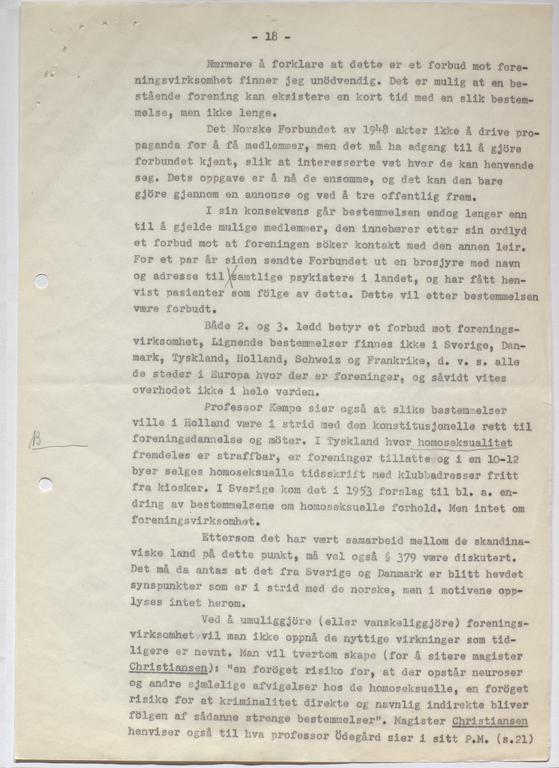 - 18 -
Nærmere å forklare at dette er et forbud mot fore-
ningsvirksomhet finner jeg unödvendig. Det er mulig at en be-
stående forening kan eksistere en kort tid med en slik bestem-
melse, men ikke lenge.
Det Norske Forbundet av 1948 akter ikke å drive pro-
paganda for å få medlemmer, men det må ha adgang til å gjöre
forbundet kjent, slik at interesserte vet hvor de kan henvende
seg. Dets oppgave er å nå de ensomme, og det kan den bare
gjöre gjennom en annonse og ved å tre offentlig frem.
I sin konsekvens går bestemmelsen endog lenger enn
til å gjelde mulige medlemmer, den innebærer etter sin ordlyd
et forbud mot at foreningen söker kontakt med den annen leir.
For et par år siden sendte Forbundet ut en brosjyre med navn
og adresse til samtlige psykiatere i landet, og har fått hen-
vist pasienter som fölge av dette. Dette vil etter bestemmelsen
være forbudt.
Både 2. og 3. ledd betyr et forbud mot forenings-
virksomhet, Lignende bestemmelser finnes ikke i Sverige, Dan-
mark, Tyskland, Holland, Schweiz og Frankrike, d. v. s. alle
de steder i Europa hvor der er foreninger, og såvidt vites
overhodet ikke i hele verden.
Professor Kempe sier også at slike bestemmelser
ville i Holland være i strid med den konstitusjonelle rett til
foreningsdannelse og möter. I Tyskland hvor homoseksualitet
fremdeles er straffbar, er foreninger tillatt og i en 10-12
byer selges homoseksuelle tidsskrift med klubbadresser fritt
fra kiosker. I Sverige kom det i 1953 forslag til bl. a. en-
dring av bestemmelsene om homoseksuelle forhold. Men intet om
foreningsvirksomhet.
Ettersom det har vært samarbeid mellom de skandina-
viske land på dette punkt, må vel også § 379 være diskutert.
Det må da antas at det fra Sverige og Danmark er blitt hevdet
synspunkter som er i strid med de norske, men i motivene opp-
lyses intet herom.
Ved å umuliggjöre (eller vanskeliggjöre) forenings-
virksomhet vil man ikke oppnå de nyttige virkninger som tid-
ligere er nevnt. Man vil tvertom skape (for å sitere magister
Christiansen): "en foröget risiko for, at der opstår neuroser
og andre sjælelige afvigelser hos de homoseksuelle, en foröget
risiko for at kriminalitet direkte og navnlig indirekte bliver
fölgen af sådanne strenge bestemmelser". Magister Christiansen
henviser også til hva professor Ödegård sier i sitt P.M. (s.21)